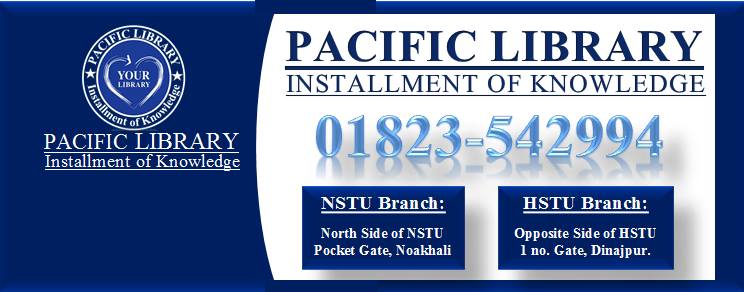 PACIFIC LIBRARY
YOUR
LIBRARY
Installment of Knowledge
PACIFIC LIBRARY
Installment of Knowledge
PACIFIC LIBRARY
INSTALLMENT OF KNOWLEDGE
01823-542994
NSTU Branch:
North Side of NSTU
Pocket Gate, Noakhali
HSTU Branch:
Opposite Side of HSTU
1 no. Gate, Dinajpur.